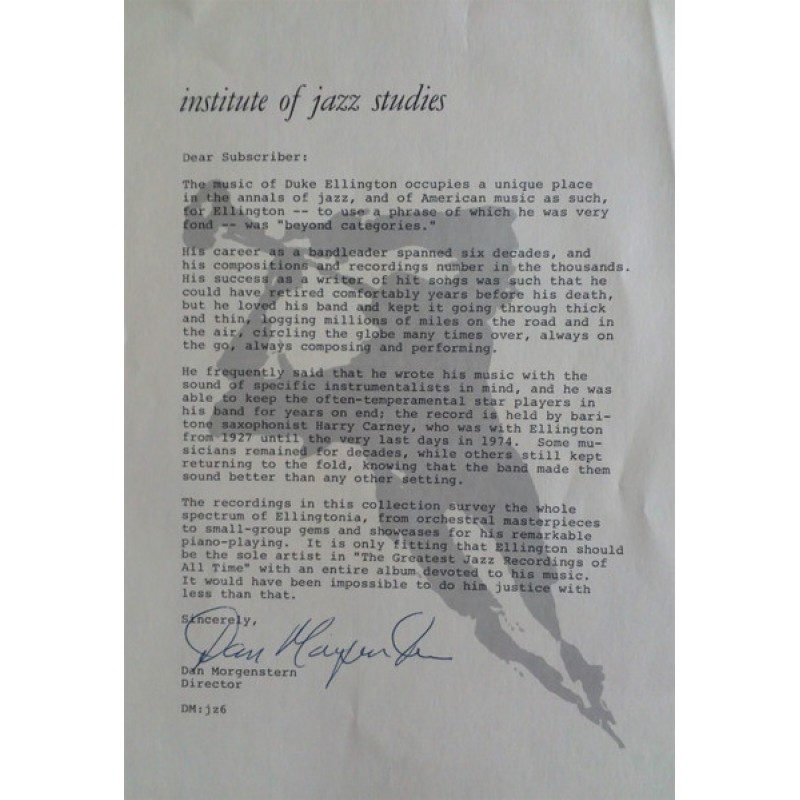 institute of jazz studies
Dear Subscriber:
The music of Duke Ellington occupies a unique place
in the annals of jazz, and of American music as such,
for Ellington -- to use a phrase of which he was very
fond -- was "beyond categories."
His career as a bandleader spanned six decades, and
his compositions and recordings number in the thousands.
His success as a writer of hit songs was such that he
could have retired comfortably years before his death,
but he loved his band and kept it going through thick
and thin, logging millions of miles on the road and in
the air, circling the globe many times over, always on
the go, always composing and performing.
He frequently said that he wrote his music with the
sound of specific instrumentalists in mind, and he was
able to keep the often-temperamental star players in
his band for years on end; the record is held by bari-
tone saxophonist Harry Carney, who was with Ellington
from 1927 until the very last days in 1974.  Some mu-
sicians remained for decades, while others still kept
returning to the fold, knowing that the band made them
sound better than any other setting.
The recordings in this collection survey the whole
spectrum of Ellingtonia, from orchestral masterpieces
to small-group gems and showcases for his remarkable
piano-playing.  It is only fitting that Ellington should
be the sole artist in "The Greatest Jazz Recordings of
All Time" with an entire album devoted to his music.
It would have been impossible to do him justice with
less than that.
Sincerely,
Dan Morgenstern
Dan Morgenstern
Director
DM:jz6